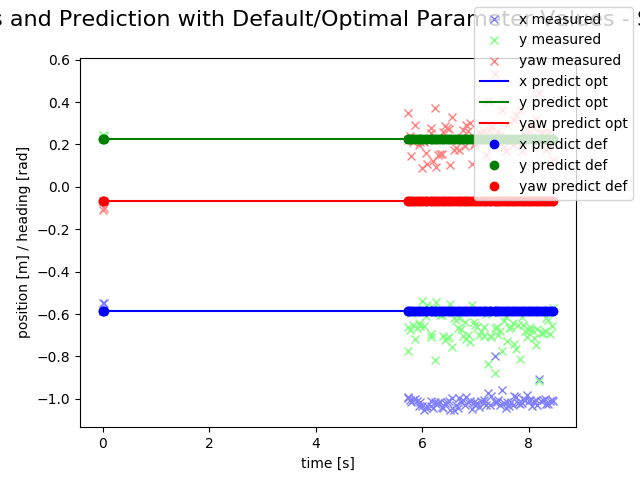 s and Prediction with Default/Optimal Parameter Values - S
x measured
y measured
yaw measured
x predict opt
y predict opt
yaw predict opt
x predict def
y predict def
yaw predict def
position [m] / heading [rad]
0.6
0.4
0.2
0.0
−0.2
−0.4
−0.6
−0.8
−1.0
0 2 4 6 8
time [s]